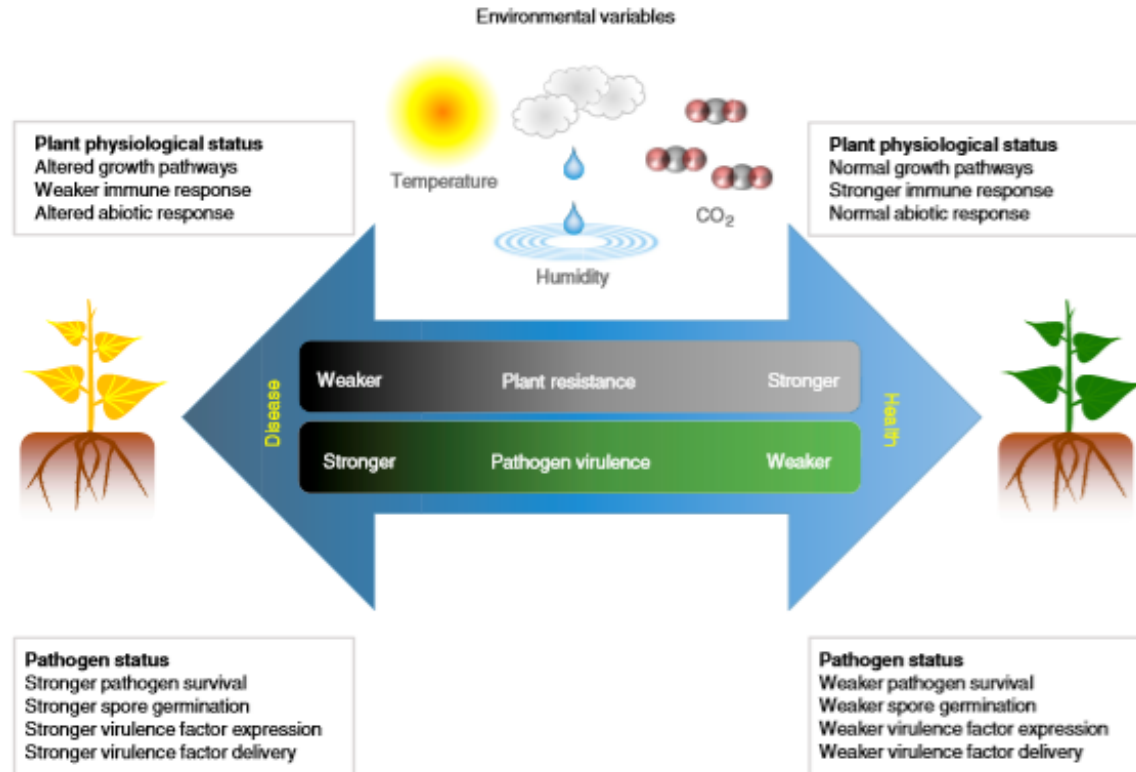 Environmental variables
Plant physiological status
Altered growth pathways
Weaker immune response
Altered abiotic response
Temperature
Humidity
CO₂
Plant physiological status
Normal growth pathways
Stronger immune response
Normal abiotic response
Disease
Weaker Plant resistance Stronger
Stronger Pathogen virulence Weaker
Health
Pathogen status
Stronger pathogen survival
Stronger spore germination
Stronger virulence factor expression
Stronger virulence factor delivery
Pathogen status
Weaker pathogen survival
Weaker spore germination
Weaker virulence factor expression
Weaker virulence factor delivery